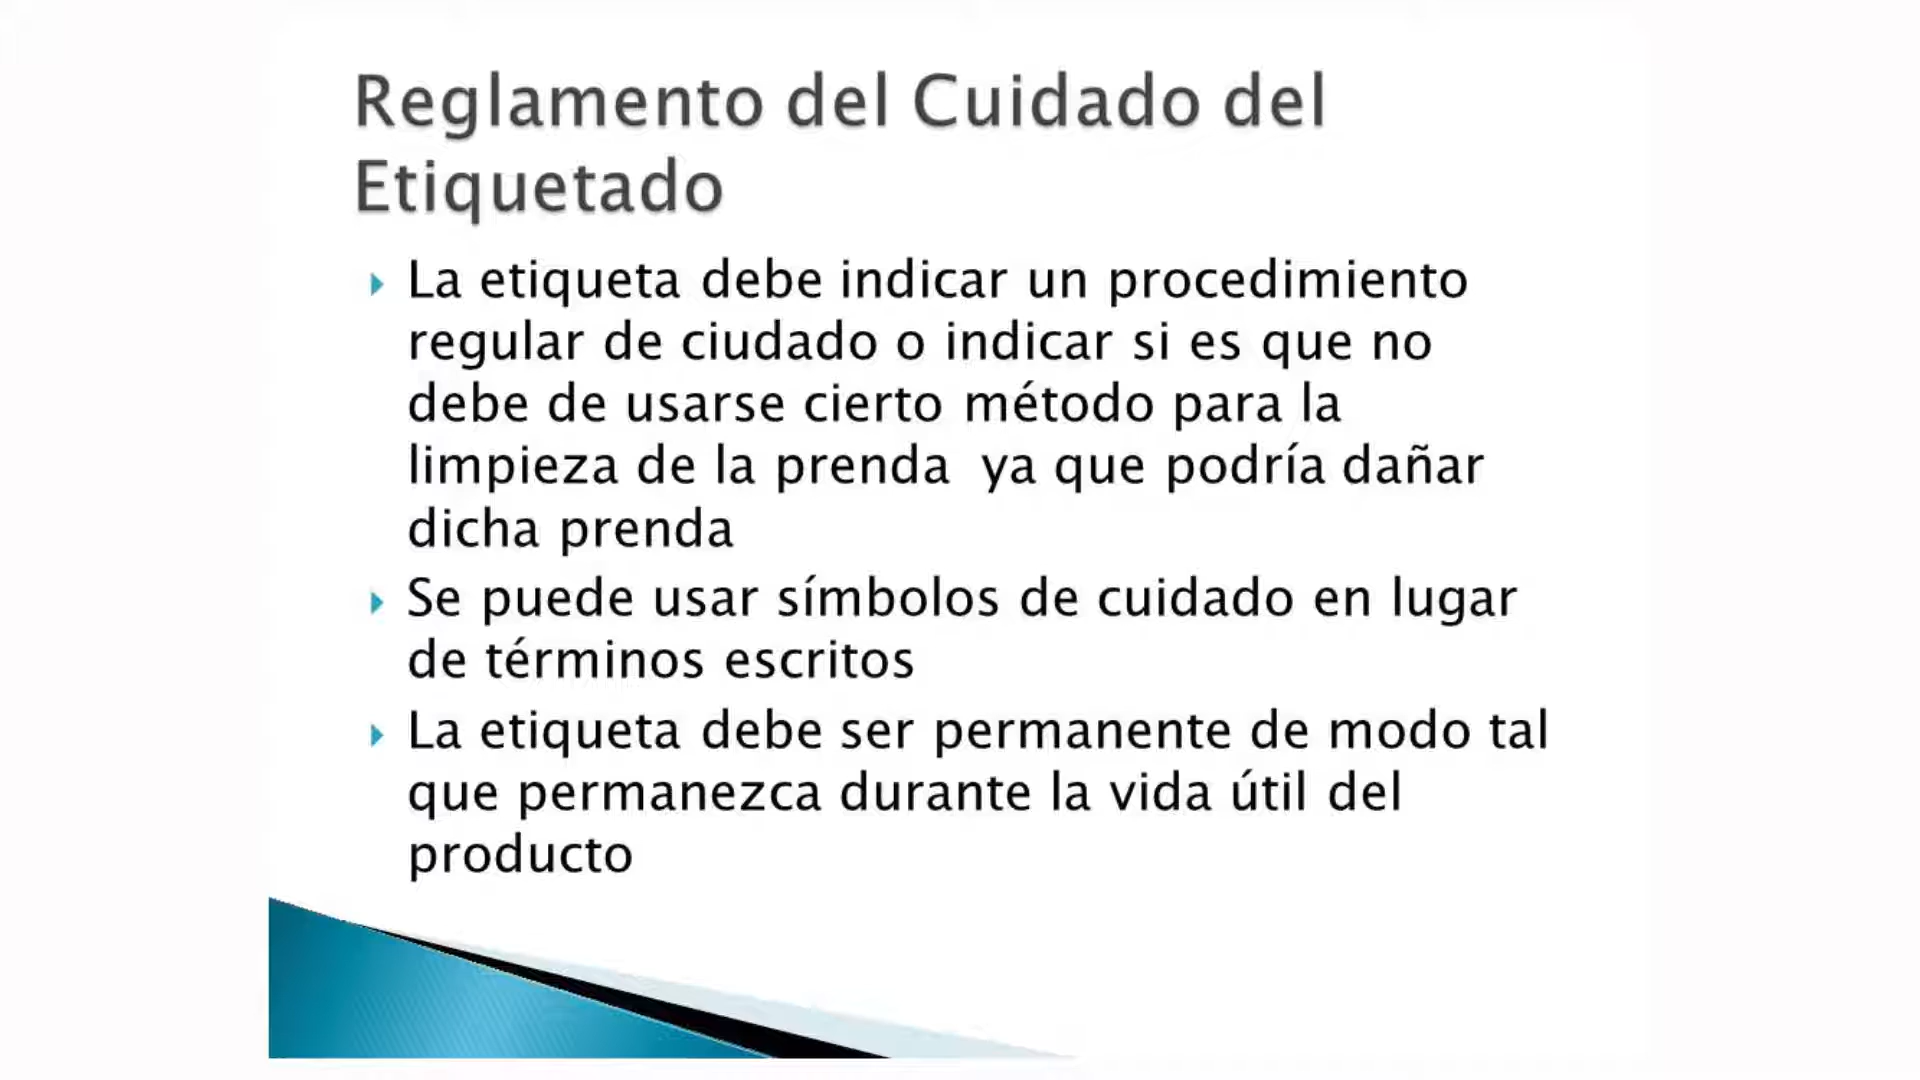 Reglamento del Cuidado del
Etiquetado
La etiqueta debe indicar un procedimiento
regular de ciudado o indicar si es que no
debe de usarse cierto método para la
limpieza de la prenda  ya que podría dañar
dicha prenda
Se puede usar símbolos de cuidado en lugar
de términos escritos
La etiqueta debe ser permanente de modo tal
que permanezca durante la vida útil del
producto